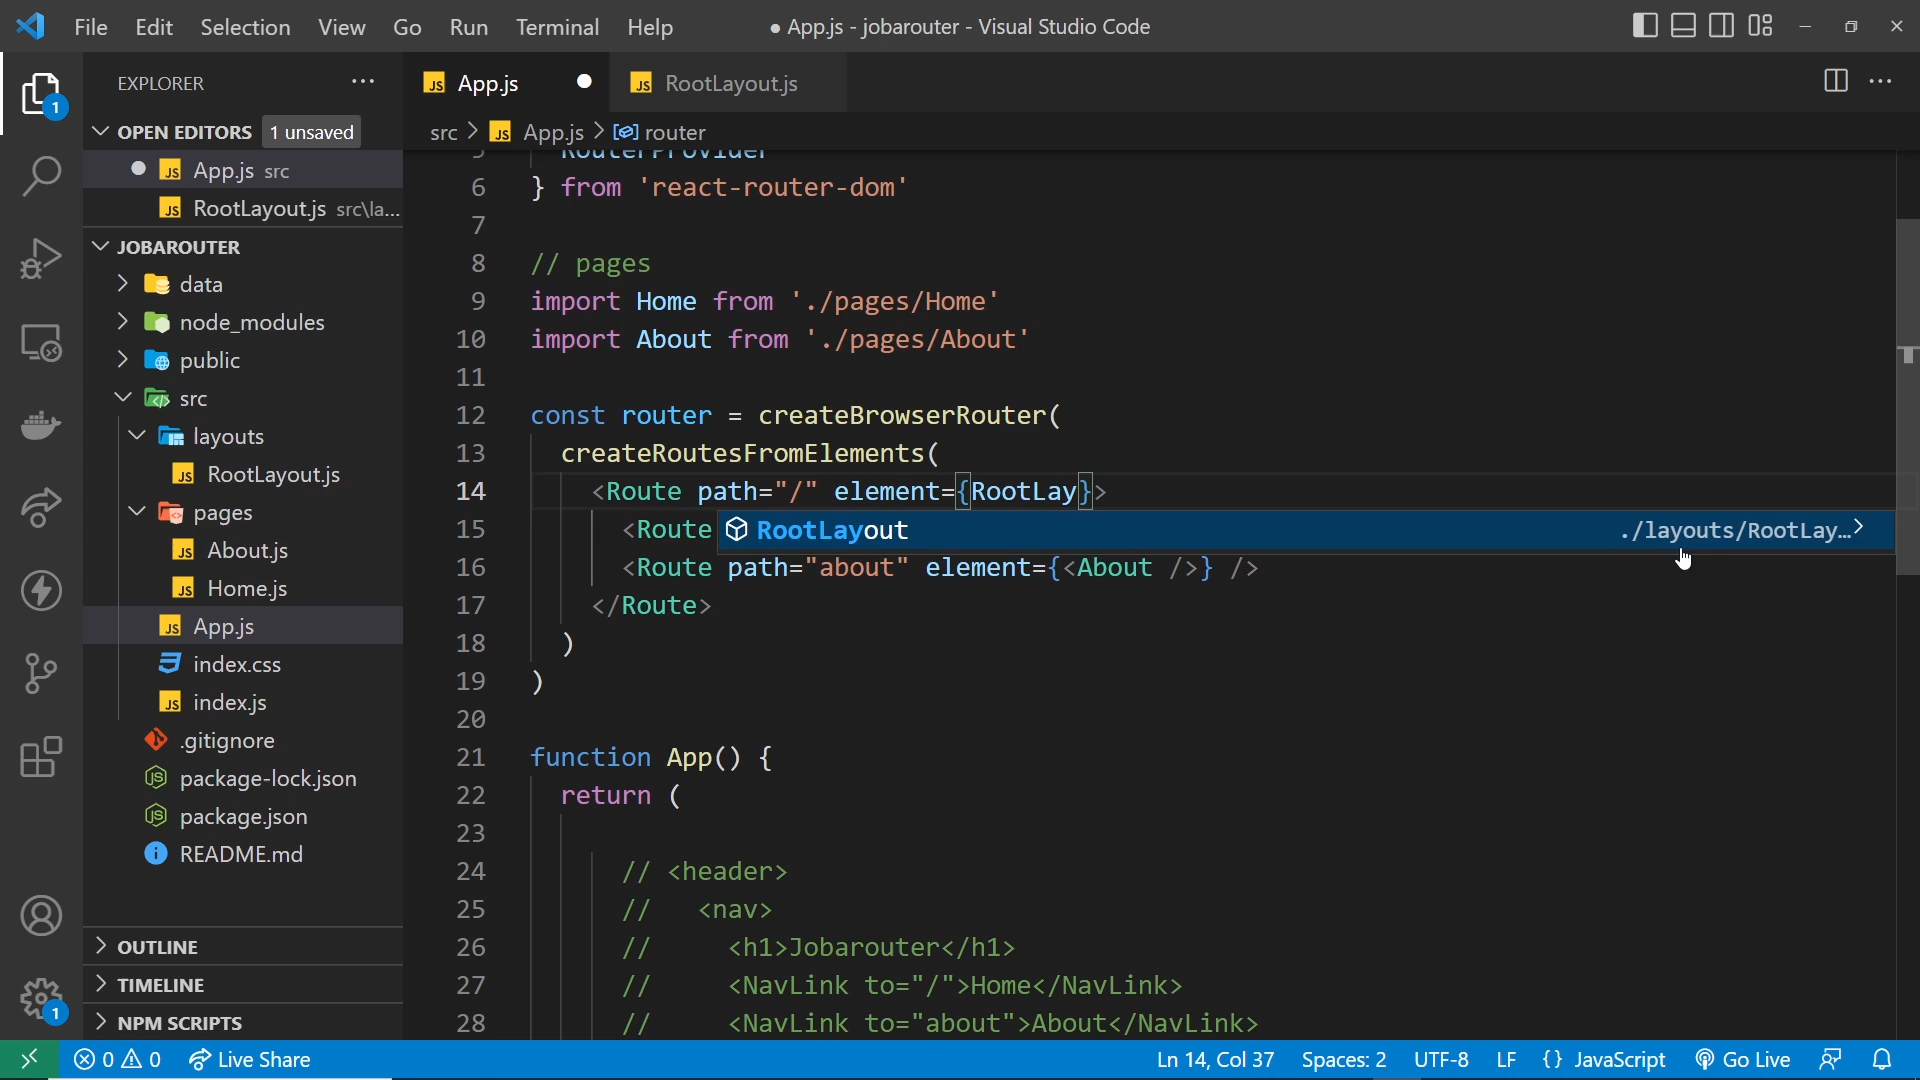 File Edit Selection View Go Run Terminal Help
● App.js - jobarouter - Visual Studio Code
EXPLORER
OPEN EDITORS 1 unsaved
App.js src
RootLayout.js src\la...
JOBAROUTER
data
node_modules
public
src
layouts
RootLayout.js
pages
About.js
Home.js
App.js
index.css
index.js
.gitignore
package-lock.json
package.json
README.md
OUTLINE
TIMELINE
NPM SCRIPTS
1
1
App.js RootLayout.js
src > App.js > router
5 RouterProvider
6 } from 'react-router-dom'
7
8 // pages
9 import Home from './pages/Home'
10 import About from './pages/About'
11
12 const router = createBrowserRouter(
13 createRoutesFromElements(
14 <Route path="/" element={RootLay}>
15 <Route
RootLayout ./layouts/RootLay...
16 <Route path="about" element={<About />} />
17 </Route>
18 )
19 )
20
21 function App() {
22 return (
23
24 // <header>
25 // <nav>
26 // <h1>Jobarouter</h1>
27 // <NavLink to="/">Home</NavLink>
28 // <NavLink to="about">About</NavLink>
0 0 Live Share Ln 14, Col 37 Spaces: 2 UTF-8 LF {} JavaScript Go Live